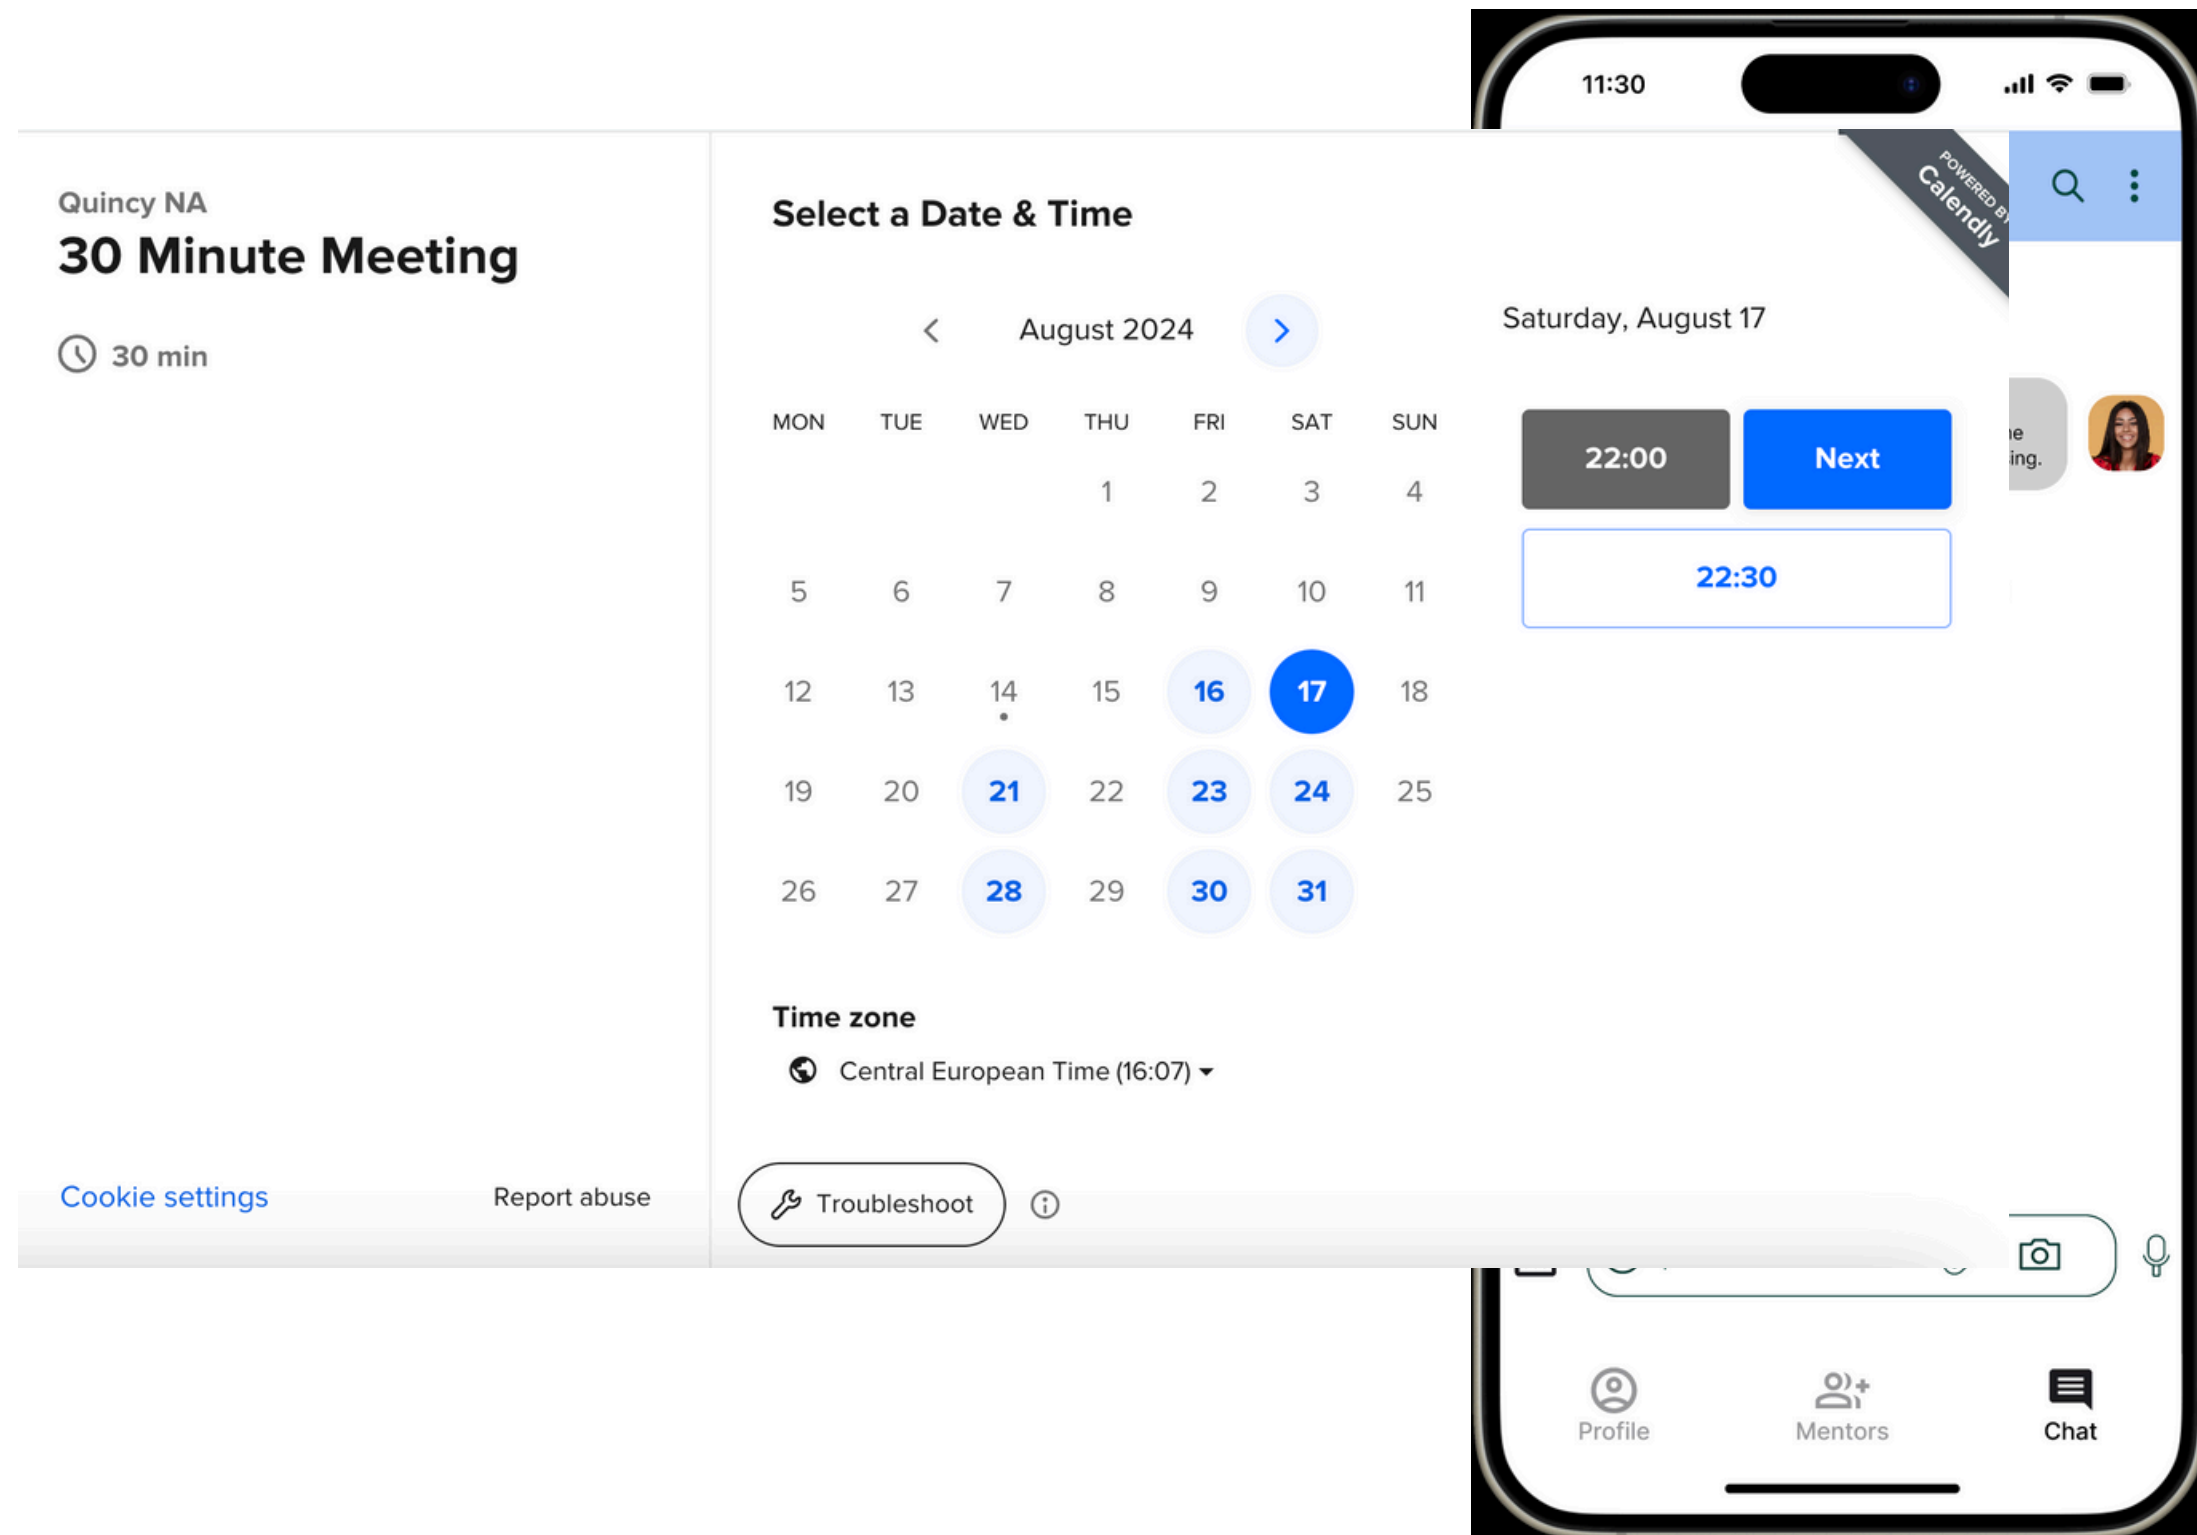 11:30
POWERED BY
Calendly
Quincy NA
30 Minute Meeting
30 min
Select a Date & Time
August 2024
MON TUE WED THU FRI SAT SUN
1 2 3 4
5 6 7 8 9 10 11
12 13 14 15 16 17 18
19 20 21 22 23 24 25
26 27 28 29 30 31
Time zone
Central European Time (16:07)
Saturday, August 17
22:00 Next
22:30
ing.
Cookie settings
Report abuse
Troubleshoot
Profile
Mentors
Chat